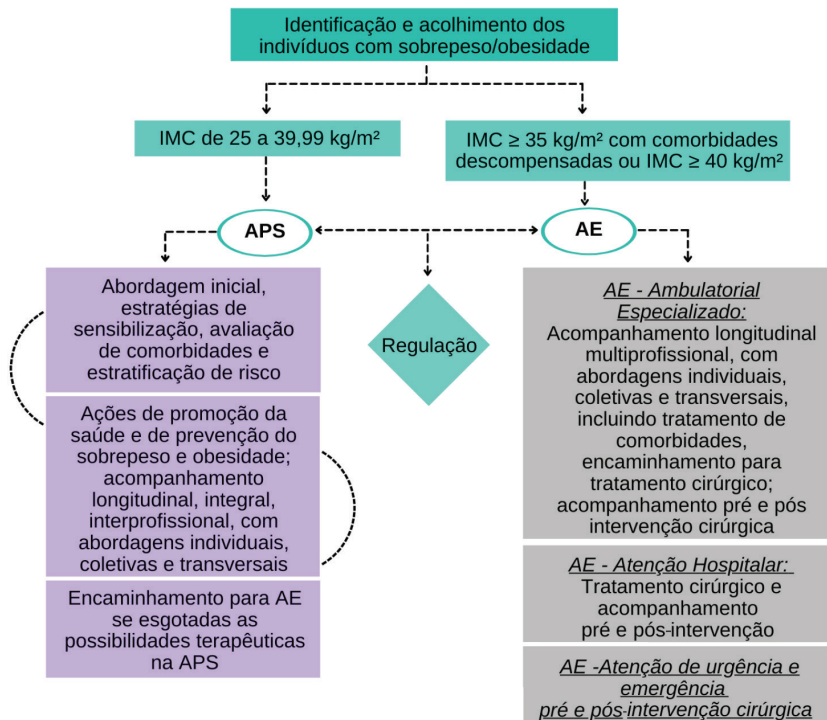 Identificação e acolhimento dos
indivíduos com sobrepeso/obesidade
IMC de 25 a 39,99 kg/m²
IMC ≥ 35 kg/m² com comorbidades
descompensadas ou IMC ≥ 40 kg/m²
APS
AE
Abordagem inicial,
estratégias de
sensibilização, avaliação
de comorbidades e
estratificação de risco
Ações de promoção da
saúde e de prevenção do
sobrepeso e obesidade;
acompanhamento
longitudinal, integral,
interprofissional, com
abordagens individuais,
coletivas e transversais
Encaminhamento para AE
se esgotadas as
possibilidades terapêuticas
na APS
Regulação
AE - Ambulatorial
Especializado:
Acompanhamento longitudinal
multiprofissional, com
abordagens individuais,
coletivas e transversais,
incluindo tratamento de
comorbidades,
encaminhamento para
tratamento cirúrgico;
acompanhamento pré e pós
intervenção cirúrgica
AE - Atenção Hospitalar:
Tratamento cirúrgico e
acompanhamento
pré e pós-intervenção
AE -Atenção de urgência e
emergência
pré e pós-intervenção cirúrgica